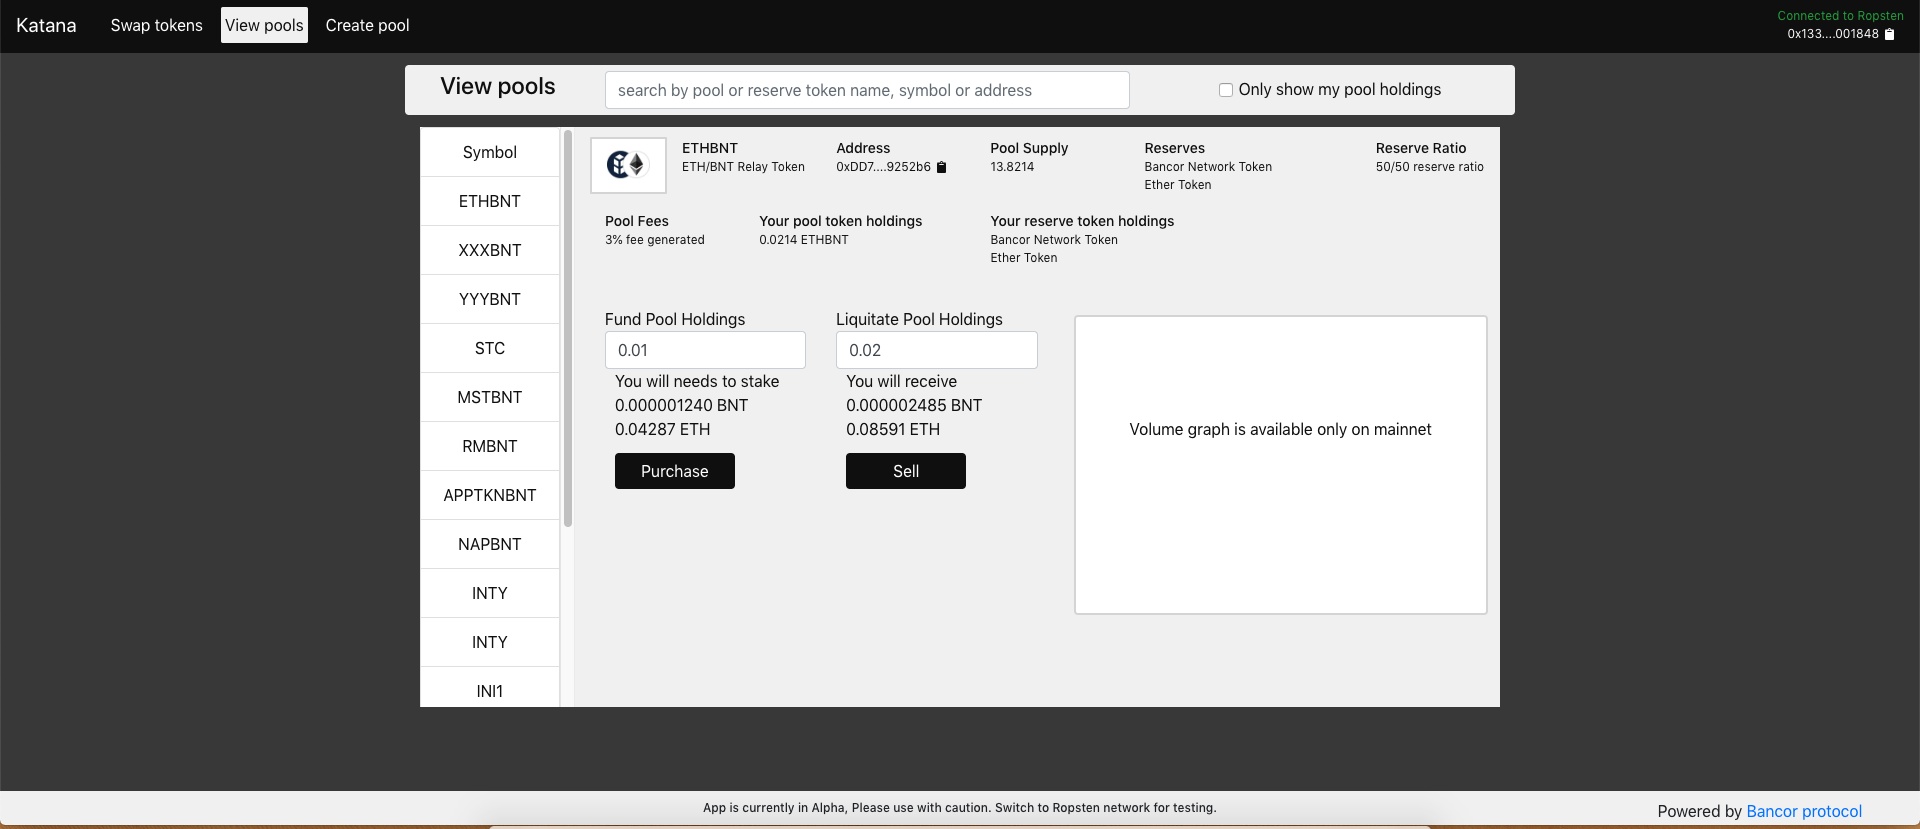 Katana
Swap tokens
View pools
Create pool
Connected to Ropsten
0x133....001848
View pools
search by pool or reserve token name, symbol or address
Only show my pool holdings
Symbol
ETHBNT
XXXBNT
YYYBNT
STC
MSTBNT
RMBNT
APPTKNBNT
NAPBNT
INTY
INTY
INI1
ETHBNT
ETH/BNT Relay Token
Address
0xDD7....9252b6
Pool Supply
13.8214
Reserves
Bancor Network Token
Ether Token
Reserve Ratio
50/50 reserve ratio
Pool Fees
3% fee generated
Your pool token holdings
0.0214 ETHBNT
Your reserve token holdings
Bancor Network Token
Ether Token
Fund Pool Holdings
0.01
You will needs to stake
0.000001240 BNT
0.04287 ETH
Purchase
Liquitate Pool Holdings
0.02
You will receive
0.000002485 BNT
0.08591 ETH
Sell
Volume graph is available only on mainnet
App is currently in Alpha, Please use with caution. Switch to Ropsten network for testing.
Powered by Bancor protocol